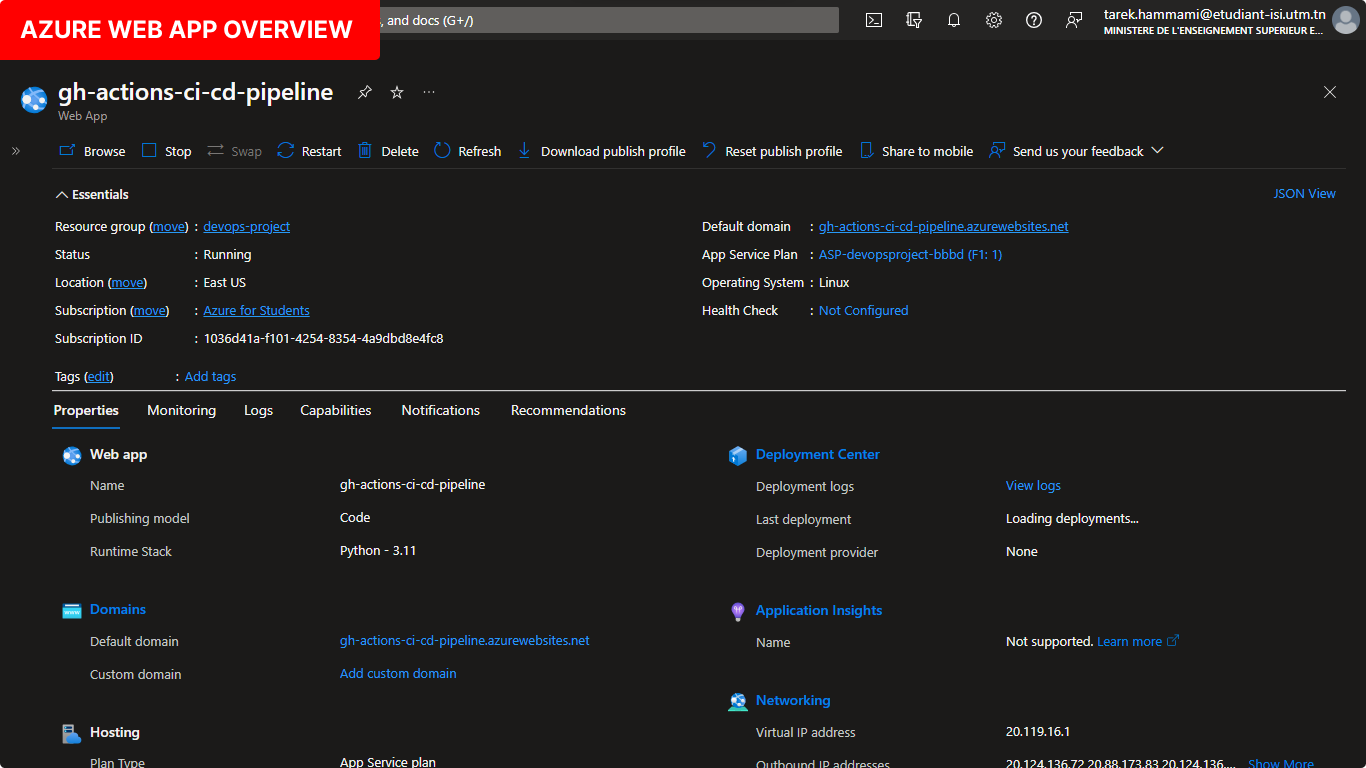 AZURE WEB APP OVERVIEW
, and docs (G+/)
tarek.hammami@etudiant-isi.utm.tn
MINISTERE DE L'ENSEIGNEMENT SUPERIEUR E...
gh-actions-ci-cd-pipeline
Web App
Browse Stop Swap Restart Delete Refresh Download publish profile Reset publish profile Share to mobile Send us your feedback
Essentials
JSON View
Resource group (move) : devops-project
Status : Running
Location (move) : East US
Subscription (move) : Azure for Students
Subscription ID : 1036d41a-f101-4254-8354-4a9dbd8e4fc8
Default domain : gh-actions-ci-cd-pipeline.azurewebsites.net
App Service Plan : ASP-devopsproject-bbbd (F1: 1)
Operating System : Linux
Health Check : Not Configured
Tags (edit) : Add tags
Properties Monitoring Logs Capabilities Notifications Recommendations
Web app
Name gh-actions-ci-cd-pipeline
Publishing model Code
Runtime Stack Python - 3.11
Domains
Default domain gh-actions-ci-cd-pipeline.azurewebsites.net
Custom domain Add custom domain
Hosting
Plan Type App Service plan
Deployment Center
Deployment logs View logs
Last deployment Loading deployments...
Deployment provider None
Application Insights
Name Not supported. Learn more
Networking
Virtual IP address 20.119.16.1
Outbound IP addresses 20.124.136.72,20.88.173.83,20.124.136.... Show More